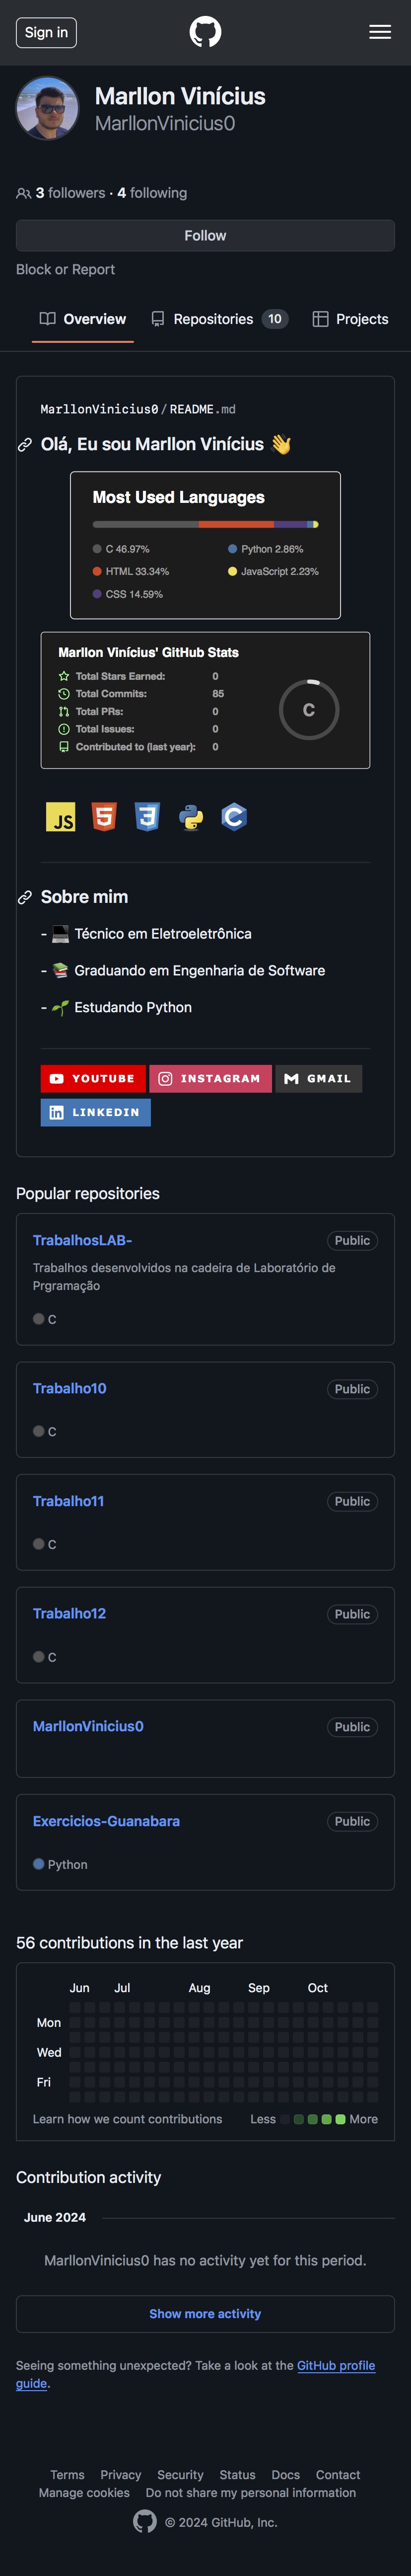 Sign in
Marllon Vinícius
MarllonVinicius0
3 followers · 4 following
Follow
Block or Report
Overview Repositories 10 Projects
MarllonVinicius0/README.md
Olá, Eu sou Marllon Vinícius 👋
Most Used Languages
C 46.97% Python 2.86%
HTML 33.34% JavaScript 2.23%
CSS 14.59%
Marllon Vinícius' GitHub Stats
Total Stars Earned: 0
Total Commits: 85
Total PRs: 0
Total Issues: 0
Contributed to (last year): 0
C
JS 5 3 C
Sobre mim
- 💻 Técnico em Eletroeletrônica
- 📚 Graduando em Engenharia de Software
- 🌱 Estudando Python
YOUTUBE INSTAGRAM GMAIL
LINKEDIN
Popular repositories
TrabalhosLAB- Public
Trabalhos desenvolvidos na cadeira de Laboratório de
Prgramação
C
Trabalho10 Public
C
Trabalho11 Public
C
Trabalho12 Public
C
MarllonVinicius0 Public
Exercicios-Guanabara Public
Python
56 contributions in the last year
Jun Jul Aug Sep Oct
Mon
Wed
Fri
Learn how we count contributions Less More
Contribution activity
June 2024
MarllonVinicius0 has no activity yet for this period.
Show more activity
Seeing something unexpected? Take a look at the GitHub profile
guide.
Terms Privacy Security Status Docs Contact
Manage cookies Do not share my personal information
© 2024 GitHub, Inc.